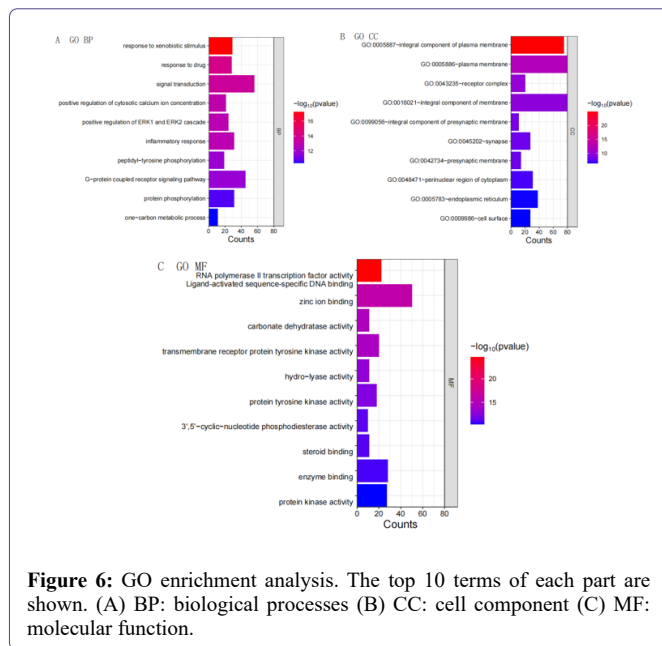 A GO BP
response to xenobiotic stimulus
response to drug
signal transduction
positive regulation of cytosolic calcium ion concentration
positive regulation of ERK1 and ERK2 cascade
inflammatory response
peptidyl-tyrosine phosphorylation
G-protein coupled receptor signaling pathway
protein phosphorylation
one-carbon metabolic process
0 20 40 60 80
Counts
BP
-log10(pvalue)
16
14
12
B GO CC
GO:0005887-integral component of plasma membrane
GO:0005886-plasma membrane
GO:0043235-receptor complex
GO:0016021-integral component of membrane
GO:0099056-integral component of presynaptic membrane
GO:0045202-synapse
GO:0042734-presynaptic membrane
GO:0048471-perinuclear region of cytoplasm
GO:0005783-endoplasmic reticulum
GO:0009986-cell surface
0 20 40 60 80
Counts
CC
-log10(pvalue)
20
15
10
C GO MF
RNA polymerase II transcription factor activity
Ligand-activated sequence-specific DNA binding
zinc ion binding
carbonate dehydratase activity
transmembrane receptor protein tyrosine kinase activity
hydro-lyase activity
protein tyrosine kinase activity
3',5'-cyclic-nucleotide phosphodiesterase activity
steroid binding
enzyme binding
protein kinase activity
0 20 40 60 80
Counts
MF
-log10(pvalue)
20
15
Figure 6: GO enrichment analysis. The top 10 terms of each part are
shown. (A) BP: biological processes (B) CC: cell component (C) MF:
molecular function.